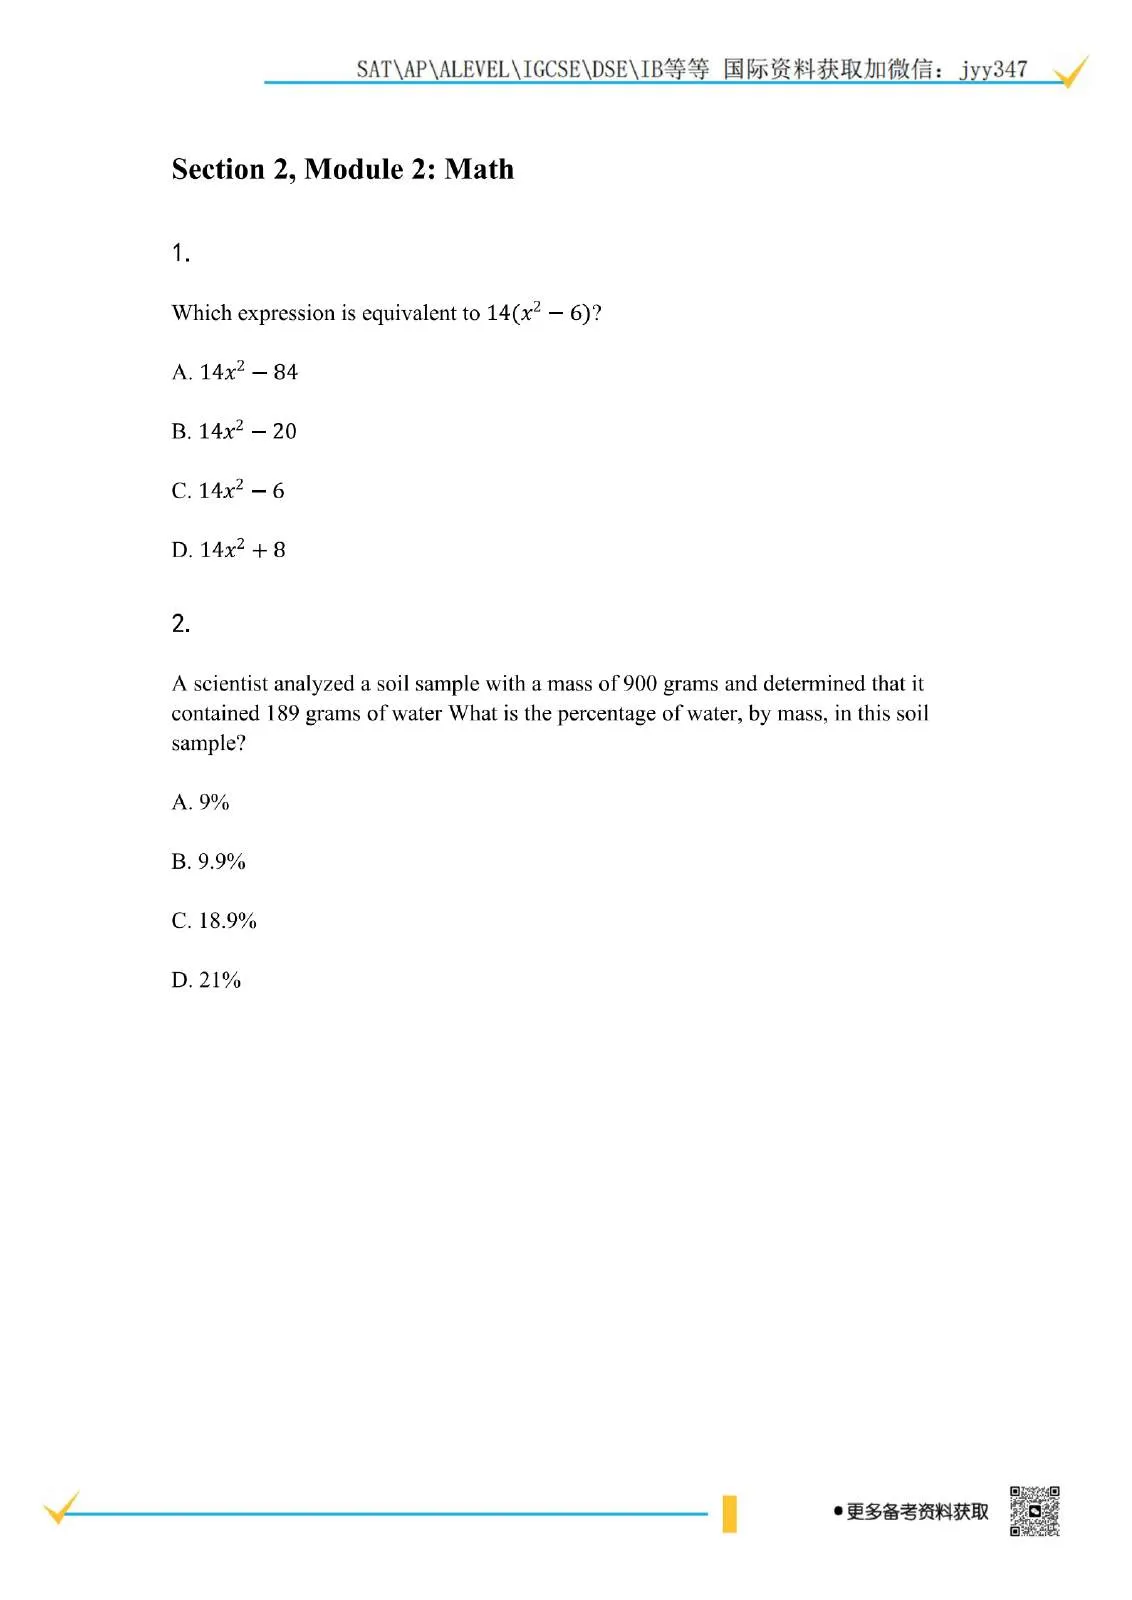 SAT\AP\ALEVEL\IGCSE\DSE\IB等等 国际资料获取加微信：jyy347
Section 2, Module 2: Math
1.
Which expression is equivalent to 14(x² − 6)?
A. 14x² − 84
B. 14x² − 20
C. 14x² − 6
D. 14x² + 8
2.
A scientist analyzed a soil sample with a mass of 900 grams and determined that it
contained 189 grams of water What is the percentage of water, by mass, in this soil
sample?
A. 9%
B. 9.9%
C. 18.9%
D. 21%
•更多备考资料获取